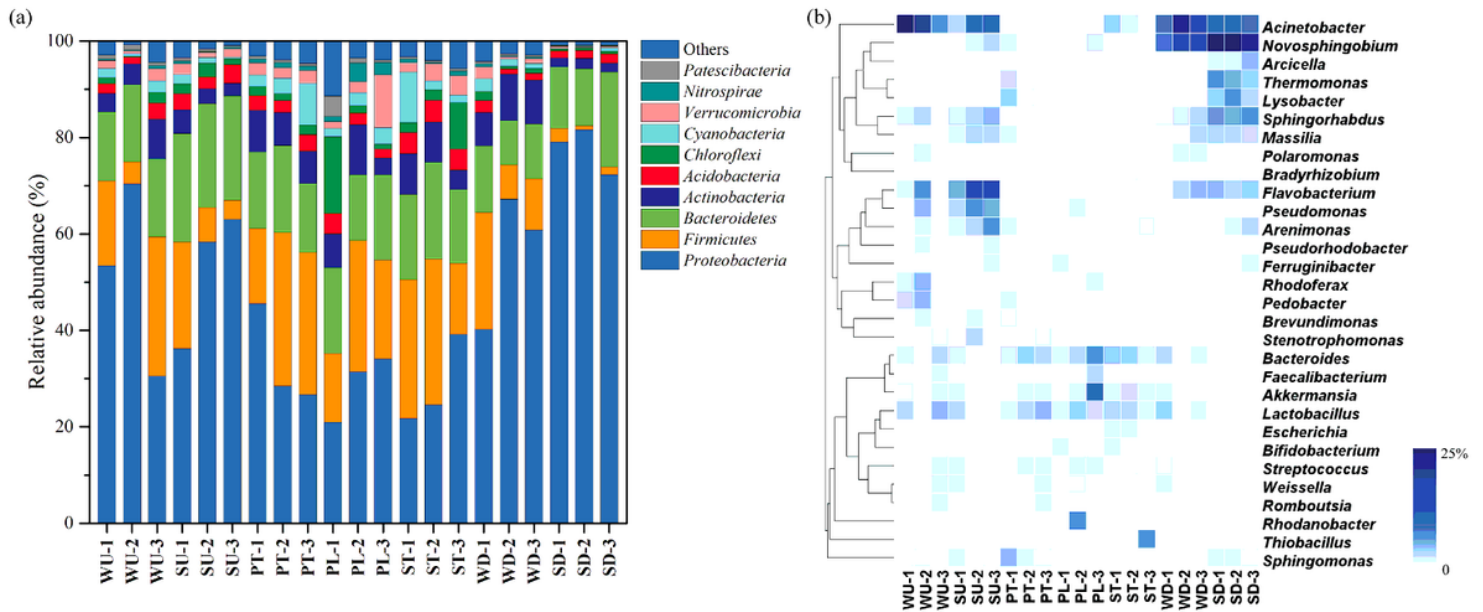 (a)
100
80
60
40
20
0
Relative abundance (%)
WU-1 WU-2 WU-3 SU-1 SU-2 SU-3 PT-1 PT-2 PT-3 PL-1 PL-2 PL-3 ST-1 ST-2 ST-3 WD-1 WD-2 WD-3 SD-1 SD-2 SD-3
Others
Patescibacteria
Nitrospirae
Verrucomicrobia
Cyanobacteria
Chloroflexi
Acidobacteria
Actinobacteria
Bacteroidetes
Firmicutes
Proteobacteria
(b)
Acinetobacter
Novosphingobium
Arcicella
Thermomonas
Lysobacter
Sphingorhabdus
Massilia
Polaromonas
Bradyrhizobium
Flavobacterium
Pseudomonas
Arenimonas
Pseudorhodobacter
Ferruginibacter
Rhodoferax
Pedobacter
Brevundimonas
Stenotrophomonas
Bacteroides
Faecalibacterium
Akkermansia
Lactobacillus
Escherichia
Bifidobacterium
Streptococcus
Weissella
Romboutsia
Rhodanobacter
Thiobacillus
Sphingomonas
WU-1 WU-2 WU-3 SU-1 SU-2 SU-3 PT-1 PT-2 PT-3 PL-1 PL-2 PL-3 ST-1 ST-2 ST-3 WD-1 WD-2 WD-3 SD-1 SD-2 SD-3
25%
0